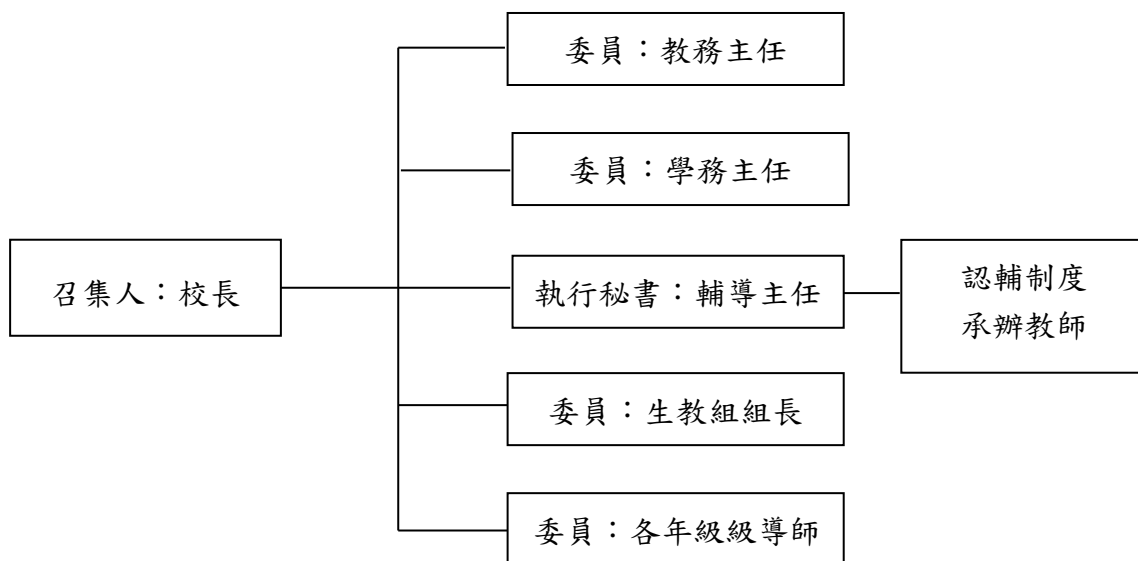 委員：教務主任
委員：學務主任
召集人：校長
執行秘書：輔導主任
認輔制度
承辦教師
委員：生教組組長
委員：各年級級導師